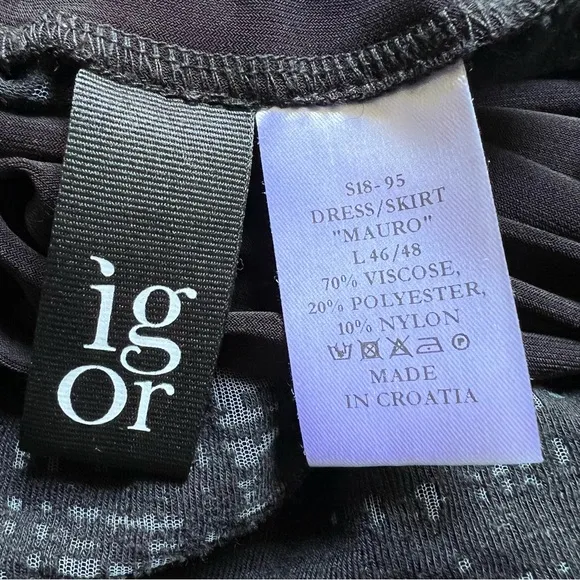 ig
or
S18-95
DRESS/SKIRT
"MAURO"
L 46/48
70% VISCOSE,
20% POLYESTER,
10% NYLON
P
MADE
IN CROATIA